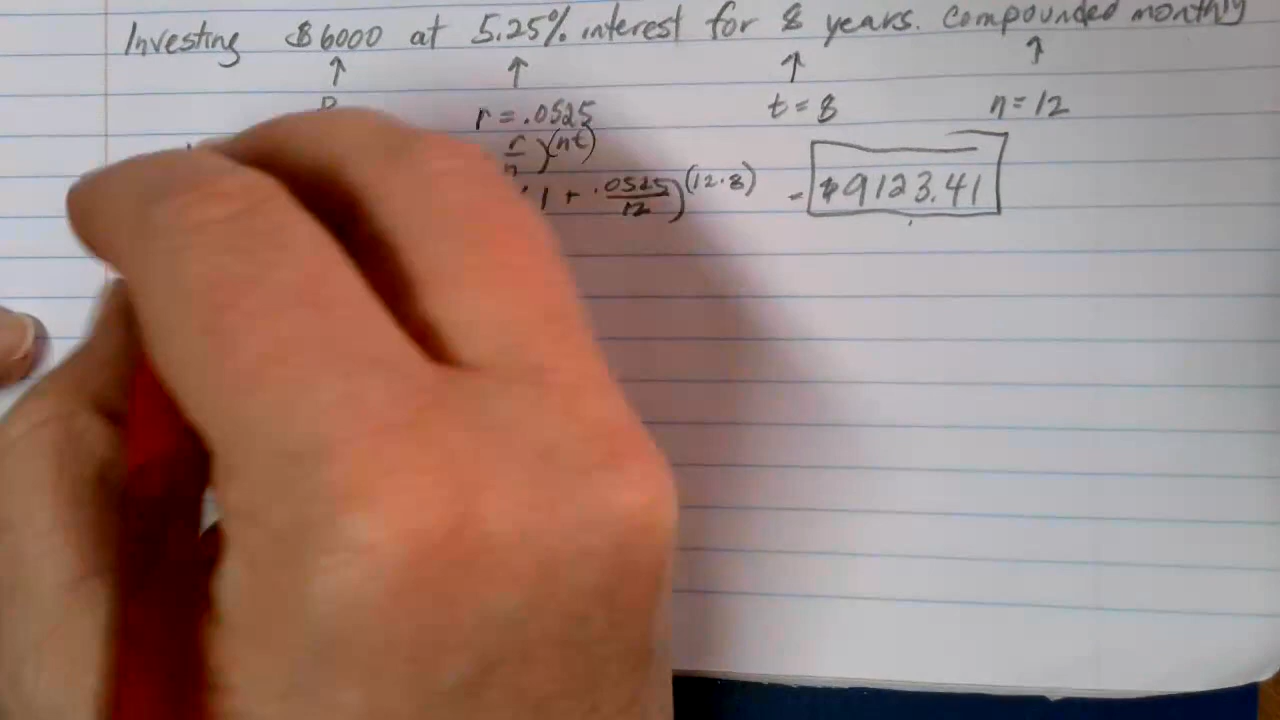 Investing $6000 at 5.25% interest for 8 years. compounded monthly
↑ ↑ ↑ ↑
r = .0525 t = 8 n = 12
r/n )(nt)
( 1 + .0525/12 )(12·8) = $9123.41